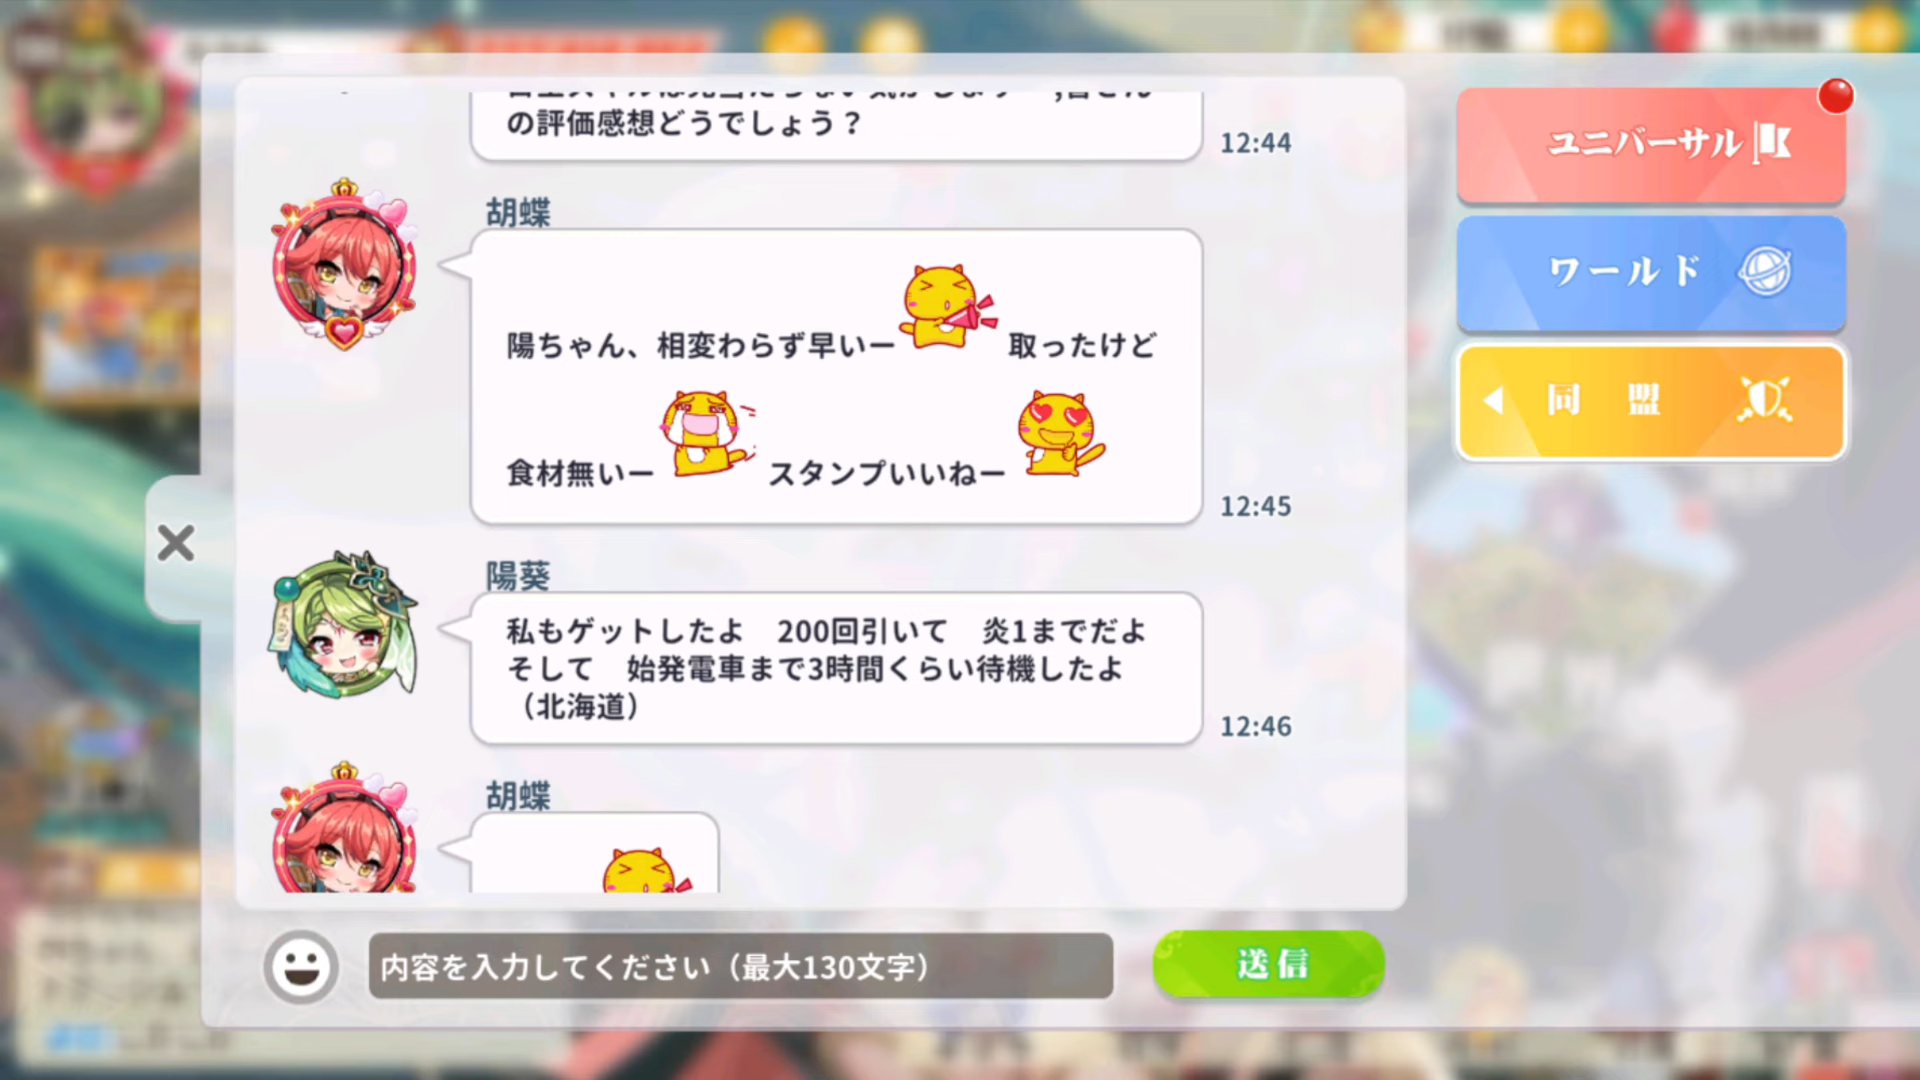 の評価感想どうでしょう？
12:44
胡蝶
陽ちゃん、相変わらず早いー 取ったけど
食材無いー スタンプいいねー
12:45
陽葵
私もゲットしたよ　200回引いて　炎1までだよ
そして　始発電車まで3時間くらい待機したよ
（北海道）
12:46
胡蝶
内容を入力してください（最大130文字）
送信
ユニバーサル
ワールド
同 盟